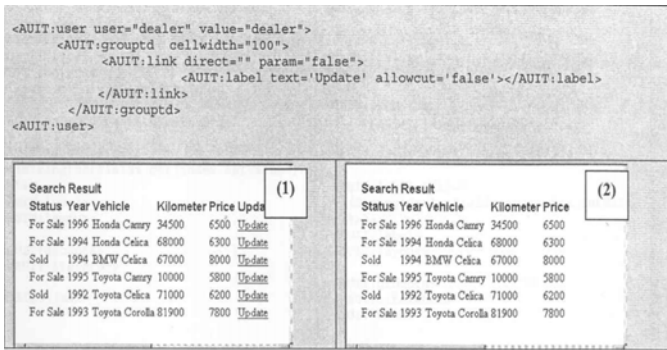 <AUIT:user user="dealer" value="dealer">
<AUIT:grouptd cellwidth="100">
<AUIT:link direct="" param="false">
<AUIT:label text='Update' allowcut='false'></AUIT:label>
</AUIT:link>
</AUIT:grouptd>
<AUIT:user>
Search Result (1)
Status Year Vehicle Kilometer Price Upda
For Sale 1996 Honda Camry 34500 6500 Update
For Sale 1994 Honda Celica 68000 6300 Update
Sold 1994 BMW Celica 67000 8000 Update
For Sale 1995 Toyota Camry 10000 5800 Update
Sold 1992 Toyota Celica 71000 6200 Update
For Sale 1993 Toyota Corolla 81900 7800 Update
Search Result (2)
Status Year Vehicle Kilometer Price
For Sale 1996 Honda Camry 34500 6500
For Sale 1994 Honda Celica 68000 6300
Sold 1994 BMW Celica 67000 8000
For Sale 1995 Toyota Camry 10000 5800
Sold 1992 Toyota Celica 71000 6200
For Sale 1993 Toyota Corolla 81900 7800